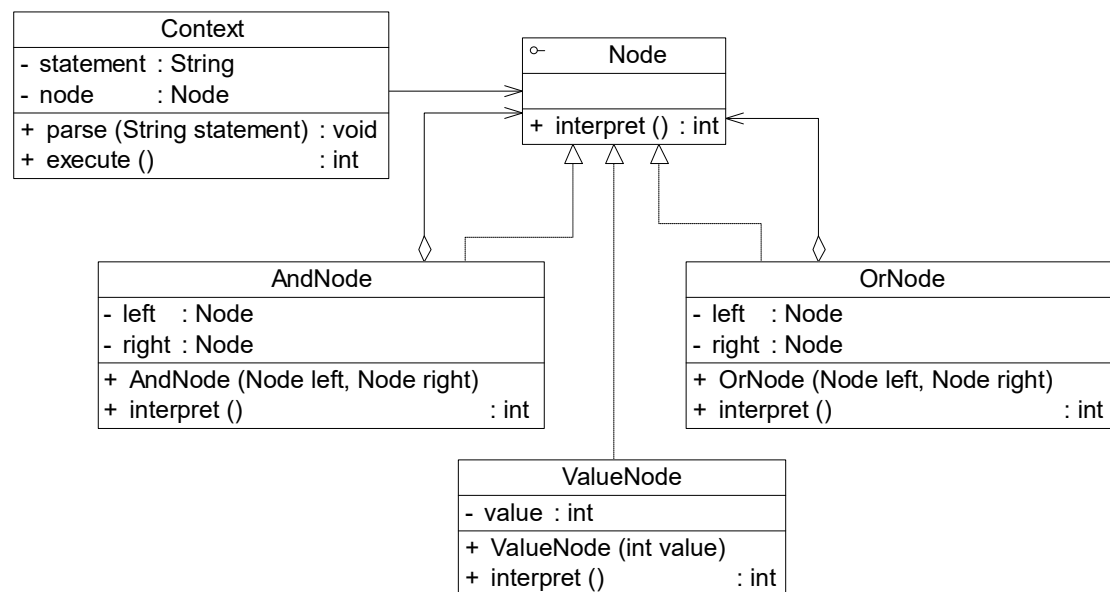 Context
- statement : String
- node : Node
+ parse (String statement) : void
+ execute () : int
Node
+ interpret () : int
AndNode
- left : Node
- right : Node
+ AndNode (Node left, Node right)
+ interpret () : int
OrNode
- left : Node
- right : Node
+ OrNode (Node left, Node right)
+ interpret () : int
ValueNode
- value : int
+ ValueNode (int value)
+ interpret () : int